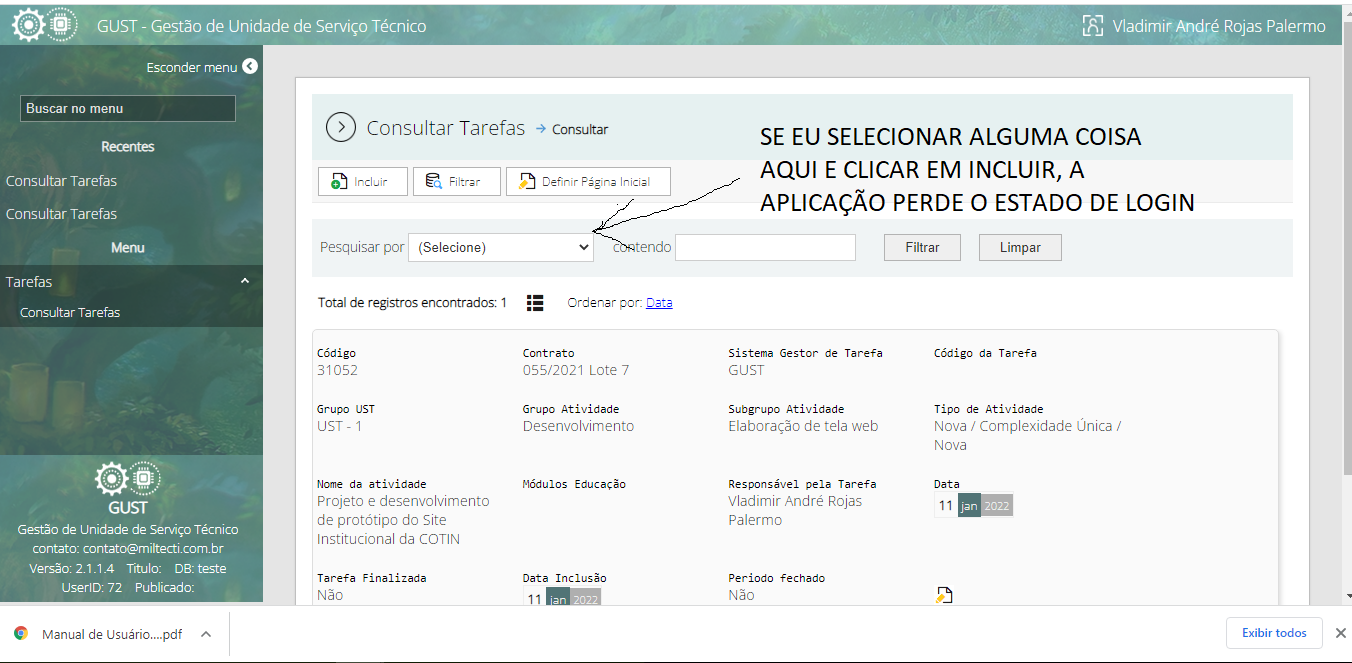 GUST - Gestão de Unidade de Serviço Técnico
Vladimir André Rojas Palermo
Esconder menu
Buscar no menu
Recentes
Consultar Tarefas
Consultar Tarefas
Menu
Tarefas
Consultar Tarefas
GUST
Gestão de Unidade de Serviço Técnico
contato: contato@miltecti.com.br
Versão: 2.1.1.4 Titulo: DB: teste
UserID: 72 Publicado:
Consultar Tarefas Consultar
SE EU SELECIONAR ALGUMA COISA
AQUI E CLICAR EM INCLUIR, A
APLICAÇÃO PERDE O ESTADO DE LOGIN
Incluir Filtrar Definir Página Inicial
Pesquisar por (Selecione) contendo Filtrar Limpar
Total de registros encontrados: 1 Ordenar por: Data
Código Contrato Sistema Gestor de Tarefa Código da Tarefa
31052 055/2021 Lote 7 GUST
Grupo UST Grupo Atividade Subgrupo Atividade Tipo de Atividade
UST - 1 Desenvolvimento Elaboração de tela web Nova / Complexidade Única /
Nova
Nome da atividade Módulos Educação Responsável pela Tarefa Data
Projeto e desenvolvimento Vladimir André Rojas 11 jan 2022
de protótipo do Site Palermo
Institucional da COTIN
Tarefa Finalizada Data Inclusão Periodo fechado
Não 11 jan 2022 Não
Manual de Usuário....pdf Exibir todos